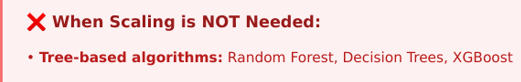 ❌ When Scaling is NOT Needed:
• Tree-based algorithms: Random Forest, Decision Trees, XGBoost